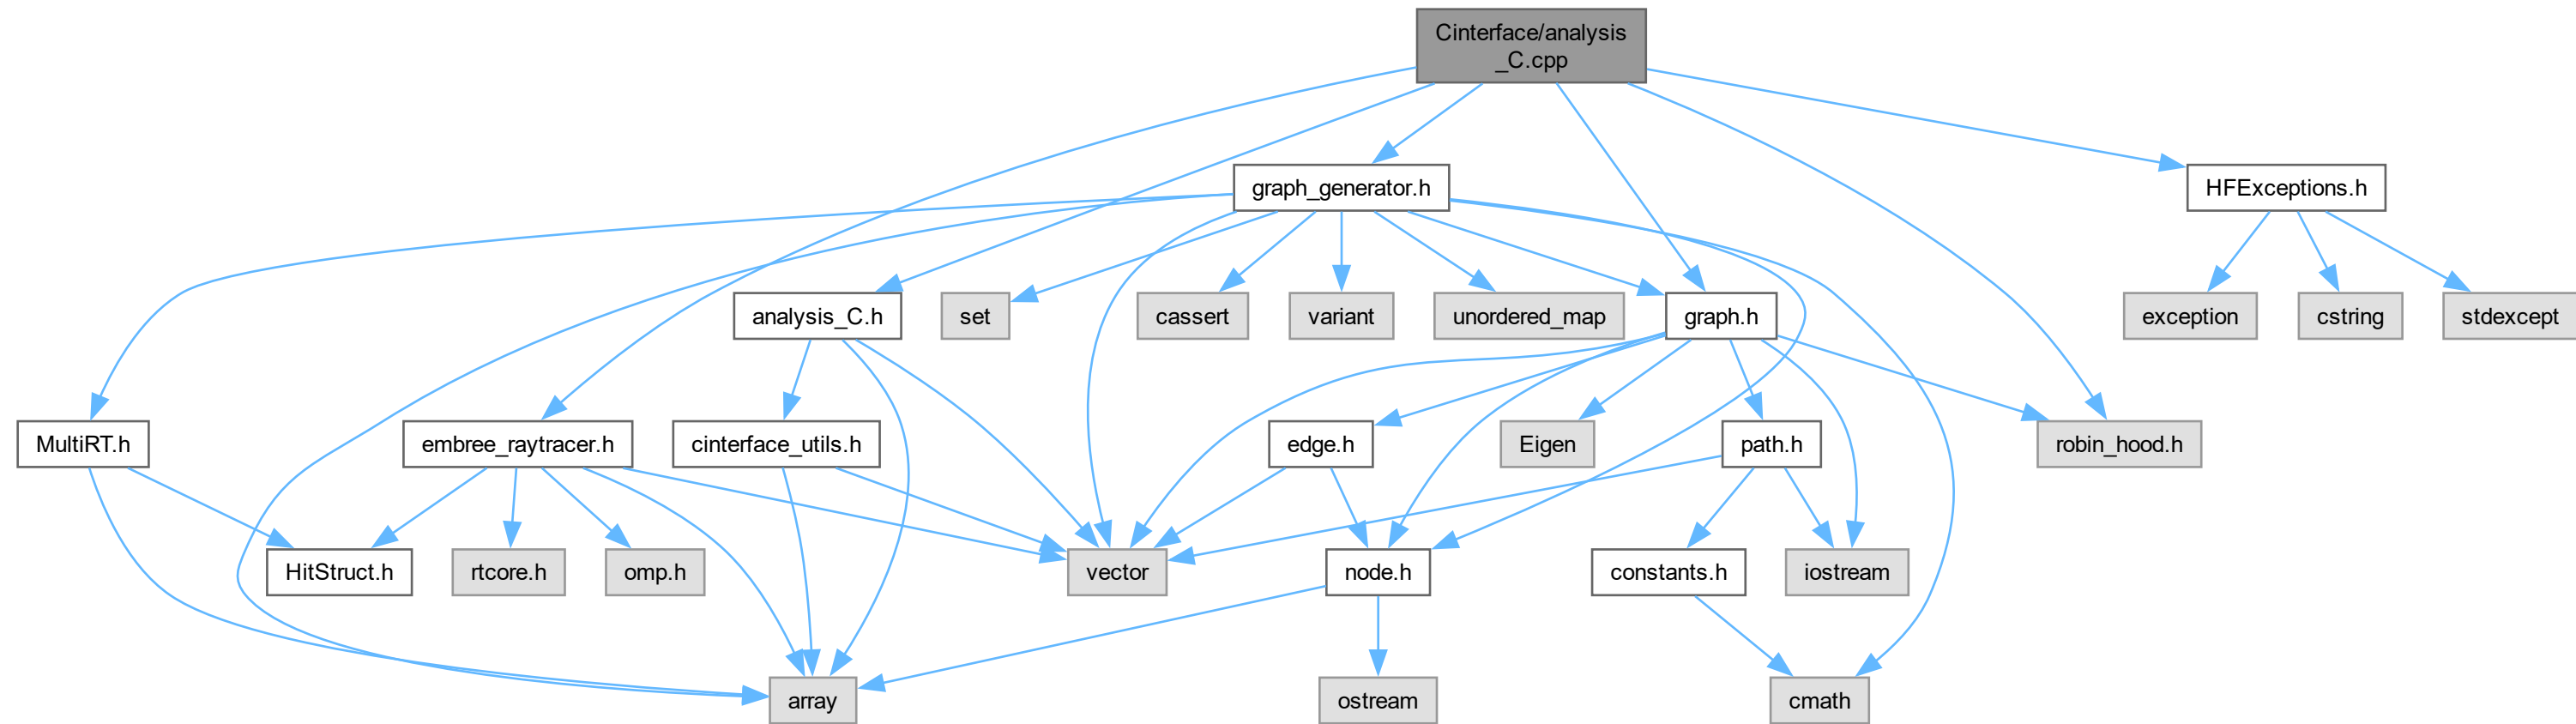 Cinterface/analysis
_C.cpp
graph_generator.h
HFExceptions.h
analysis_C.h
set
cassert
variant
unordered_map
graph.h
exception
cstring
stdexcept
MultiRT.h
embree_raytracer.h
cinterface_utils.h
edge.h
Eigen
path.h
robin_hood.h
HitStruct.h
rtcore.h
omp.h
vector
node.h
constants.h
iostream
array
ostream
cmath